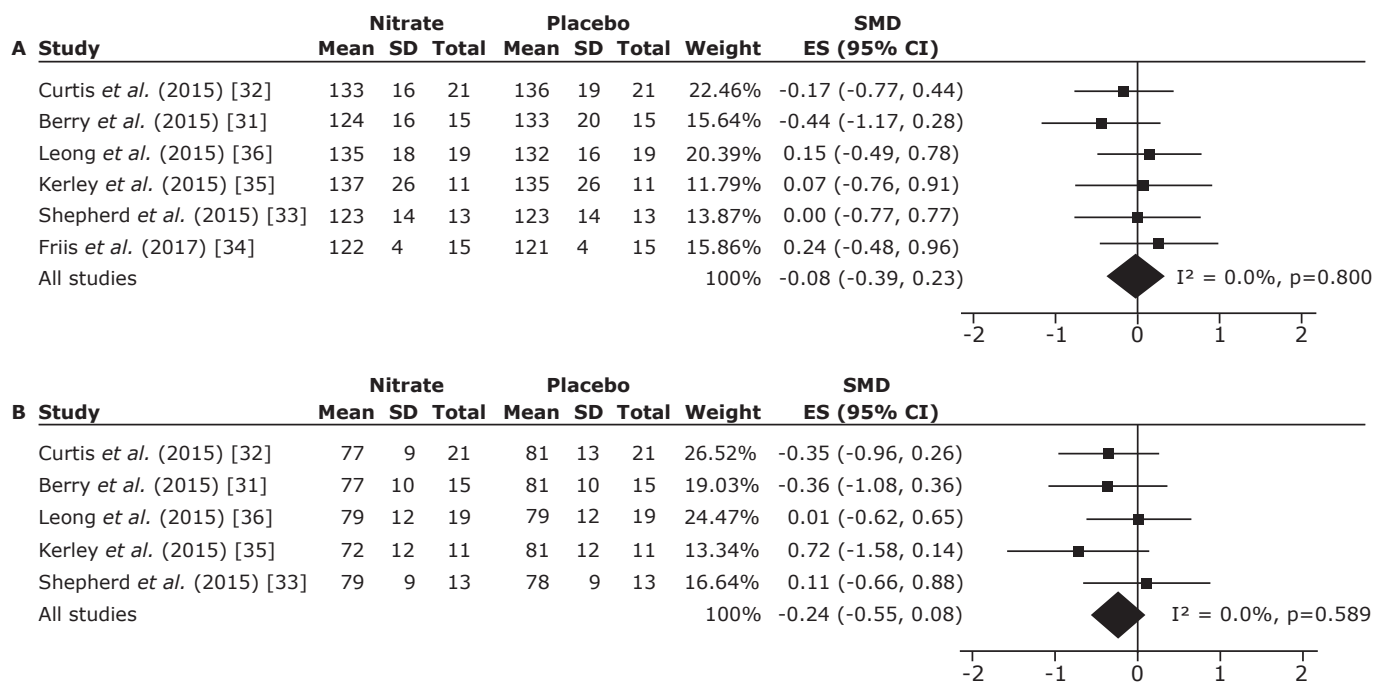 Nitrate Placebo SMD
A Study Mean SD Total Mean SD Total Weight ES (95% CI)
Curtis et al. (2015) [32] 133 16 21 136 19 21 22.46% -0.17 (-0.77, 0.44)
Berry et al. (2015) [31] 124 16 15 133 20 15 15.64% -0.44 (-1.17, 0.28)
Leong et al. (2015) [36] 135 18 19 132 16 19 20.39% 0.15 (-0.49, 0.78)
Kerley et al. (2015) [35] 137 26 11 135 26 11 11.79% 0.07 (-0.76, 0.91)
Shepherd et al. (2015) [33] 123 14 13 123 14 13 13.87% 0.00 (-0.77, 0.77)
Friis et al. (2017) [34] 122 4 15 121 4 15 15.86% 0.24 (-0.48, 0.96)
All studies 100% -0.08 (-0.39, 0.23) I² = 0.0%, p=0.800
-2 -1 0 1 2
Nitrate Placebo SMD
B Study Mean SD Total Mean SD Total Weight ES (95% CI)
Curtis et al. (2015) [32] 77 9 21 81 13 21 26.52% -0.35 (-0.96, 0.26)
Berry et al. (2015) [31] 77 10 15 81 10 15 19.03% -0.36 (-1.08, 0.36)
Leong et al. (2015) [36] 79 12 19 79 12 19 24.47% 0.01 (-0.62, 0.65)
Kerley et al. (2015) [35] 72 12 11 81 12 11 13.34% 0.72 (-1.58, 0.14)
Shepherd et al. (2015) [33] 79 9 13 78 9 13 16.64% 0.11 (-0.66, 0.88)
All studies 100% -0.24 (-0.55, 0.08) I² = 0.0%, p=0.589
-2 -1 0 1 2